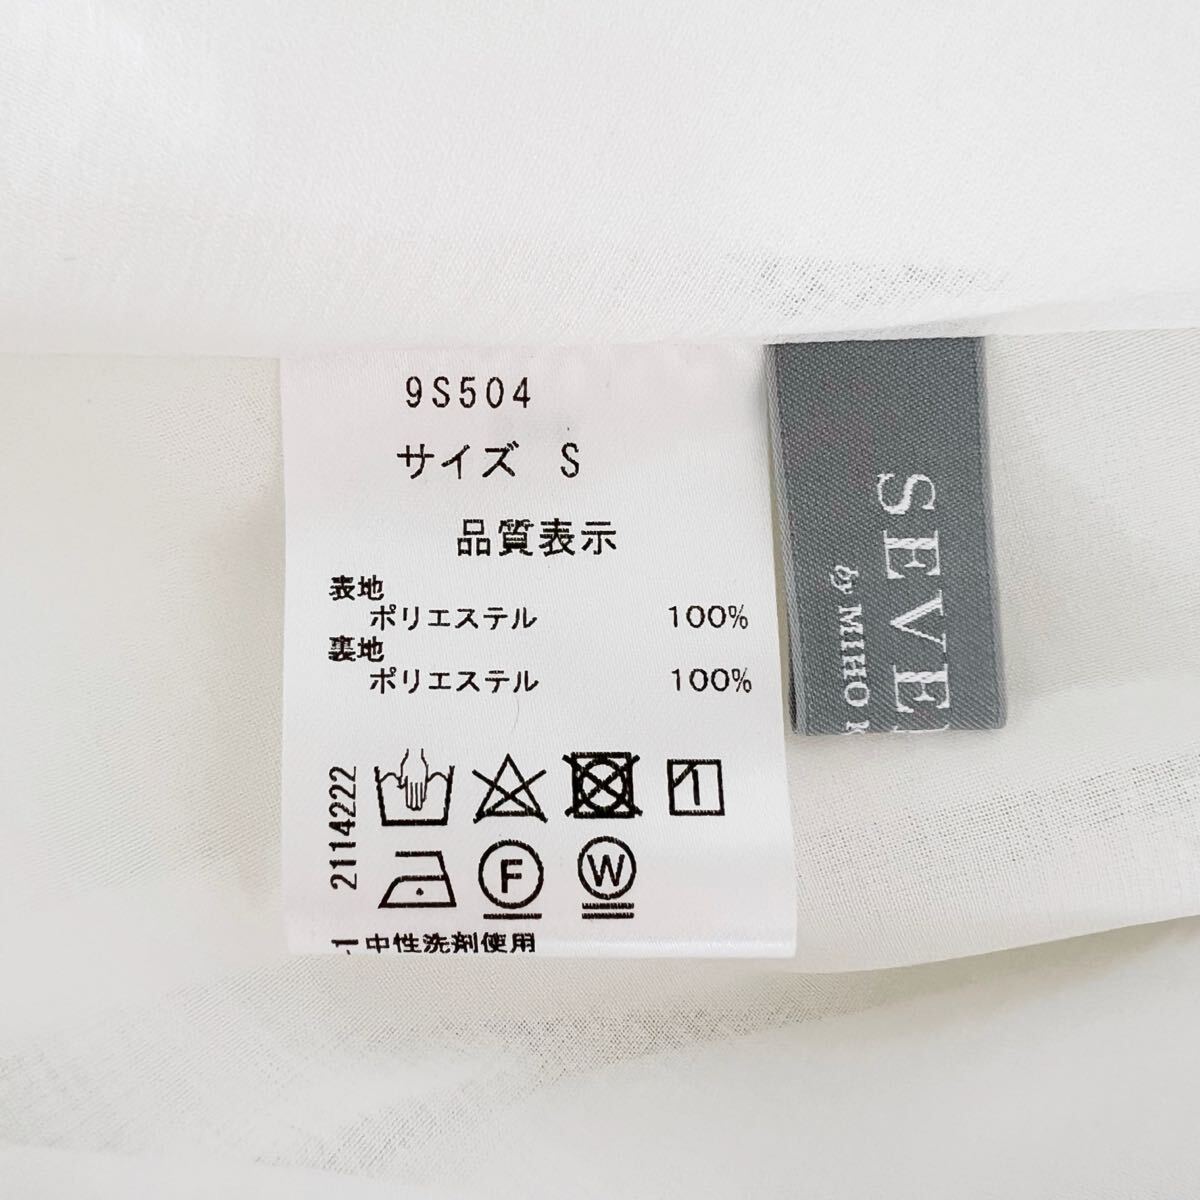 9S504
サイズ S
品質表示
表地
ポリエステル 100%
裏地
ポリエステル 100%
2114222
1
F
W
中性洗剤使用
SEVE
by MIHO